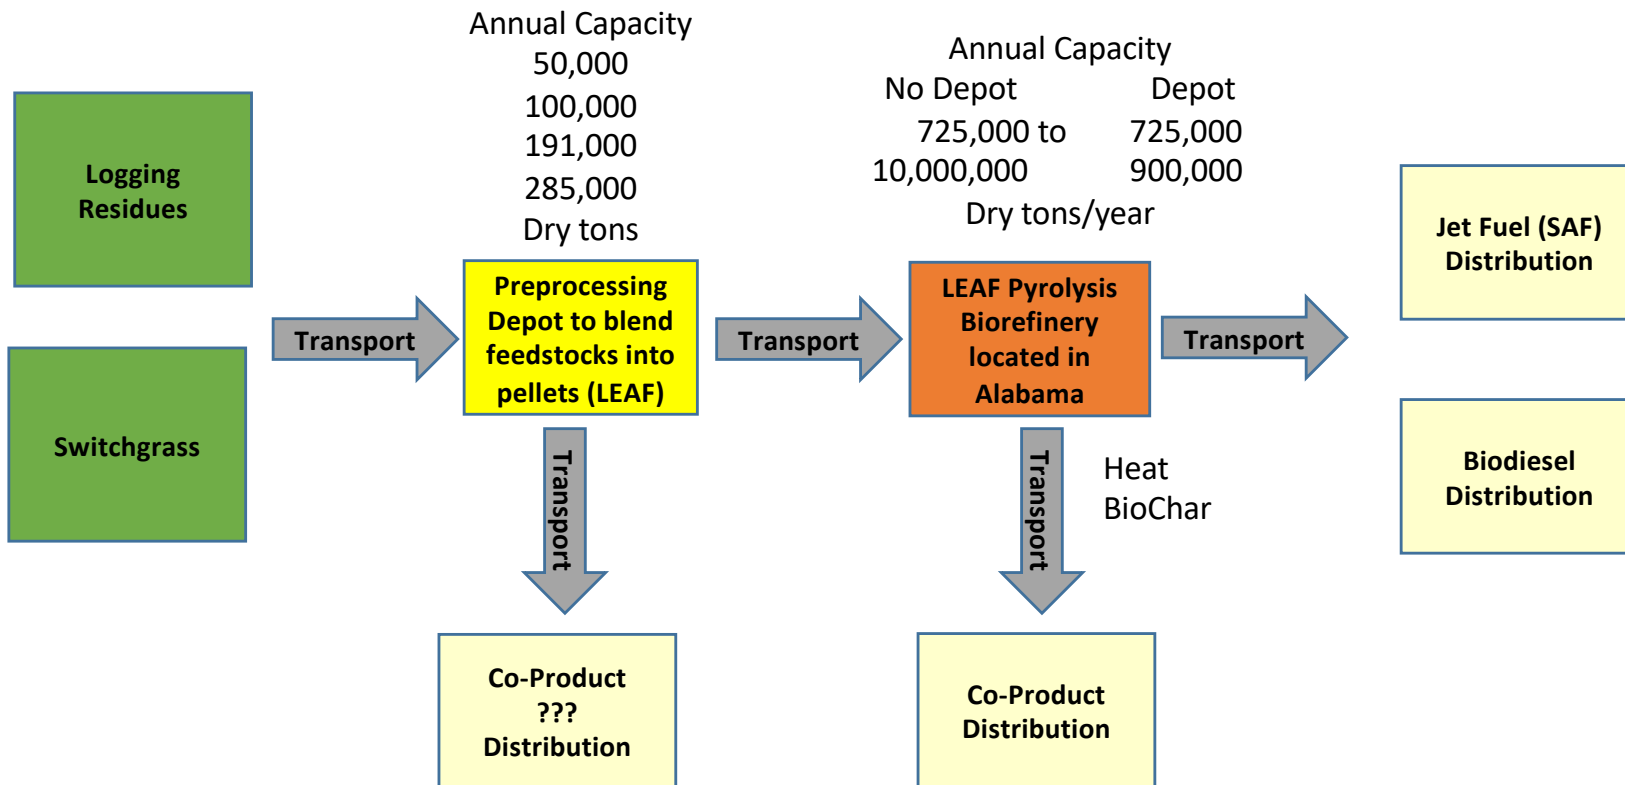 Logging
Residues
Switchgrass
Transport
Annual Capacity
50,000
100,000
191,000
285,000
Dry tons
Preprocessing
Depot to blend
feedstocks into
pellets (LEAF)
Transport
Co-Product
???
Distribution
Transport
Annual Capacity
No Depot Depot
725,000 to 725,000
10,000,000 900,000
Dry tons/year
LEAF Pyrolysis
Biorefinery
located in
Alabama
Transport
Heat
BioChar
Co-Product
Distribution
Transport
Jet Fuel (SAF)
Distribution
Biodiesel
Distribution